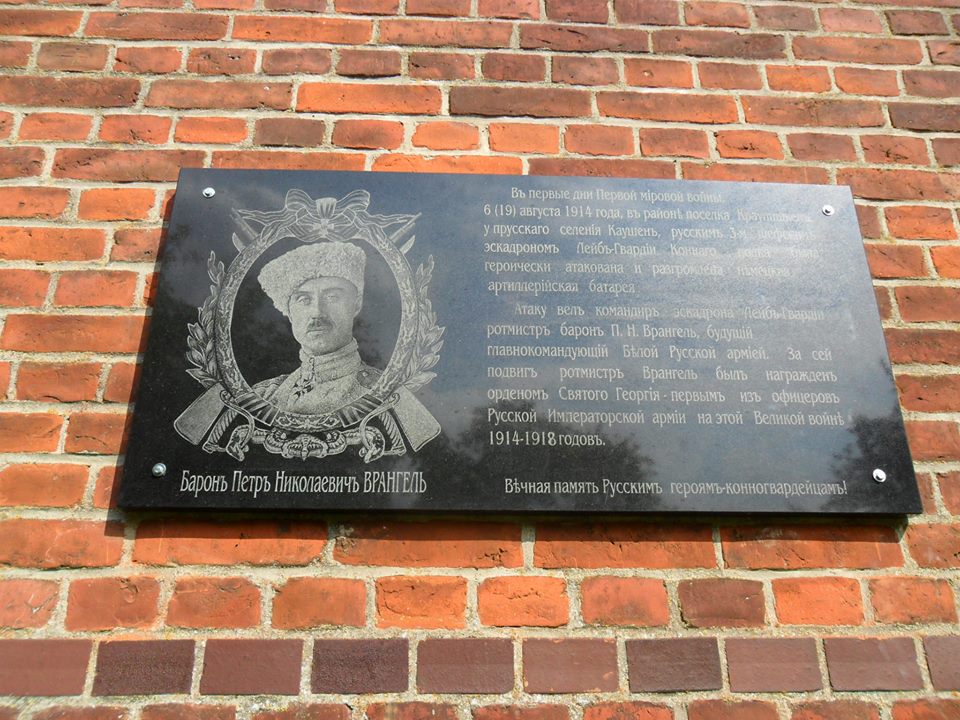 Въ первые дни Первой мiровой войны,
6 (19) августа 1914 года, въ районѣ поселка
у прусскаго селенiя Каушенъ, русскимъ 3-м
эскадрономъ Лейбъ-Гвардiи Коннаго полка была
героически атакована и разгромлена немецкая
артиллерiйская батарея
Атаку велъ командиръ эскадрона Лейбъ-Гвардiи
ротмистръ баронъ П. Н. Врангель, будущiй
главнокомандующiй Бѣлой Русской армiей. За сей
подвигъ ротмистръ Врангель былъ награжденъ
орденомъ Святого Георгiя - первымъ изъ офицеровъ
Русской Императорской армiи на этой Великой войнѣ
1914-1918 годовъ.
Вѣчная память Русскимъ героямъ-конногвардейцамъ!
Баронъ Петръ Николаевичъ ВРАНГЕЛЬ